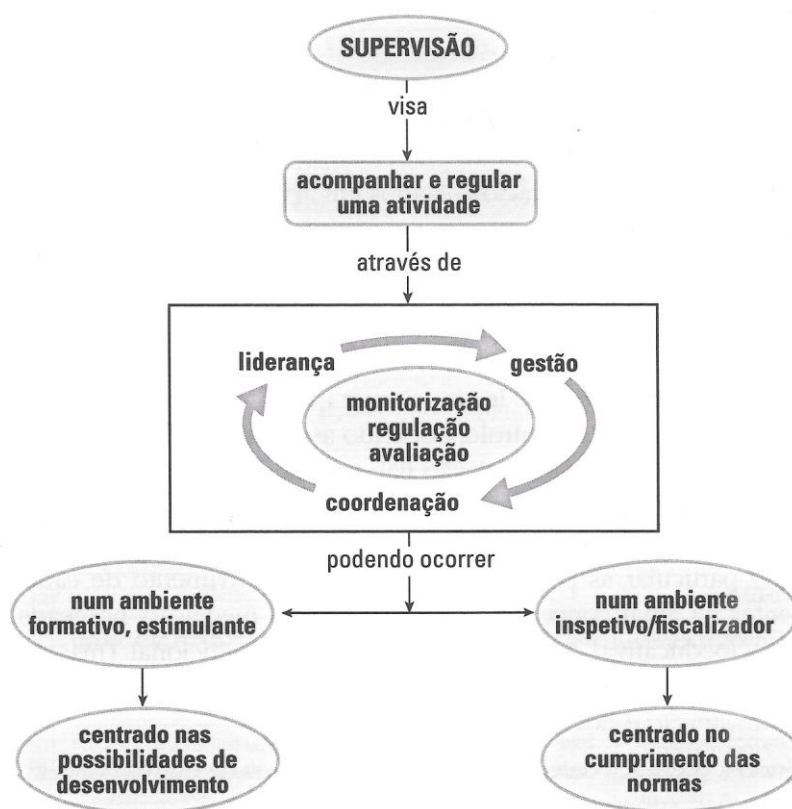 SUPERVISÃO
visa
acompanhar e regular
uma atividade
através de
liderança
gestão
monitorização
regulação
avaliação
coordenação
podendo ocorrer
num ambiente
formativo, estimulante
num ambiente
inspetivo/fiscalizador
centrado nas
possibilidades de
desenvolvimento
centrado no
cumprimento das
normas